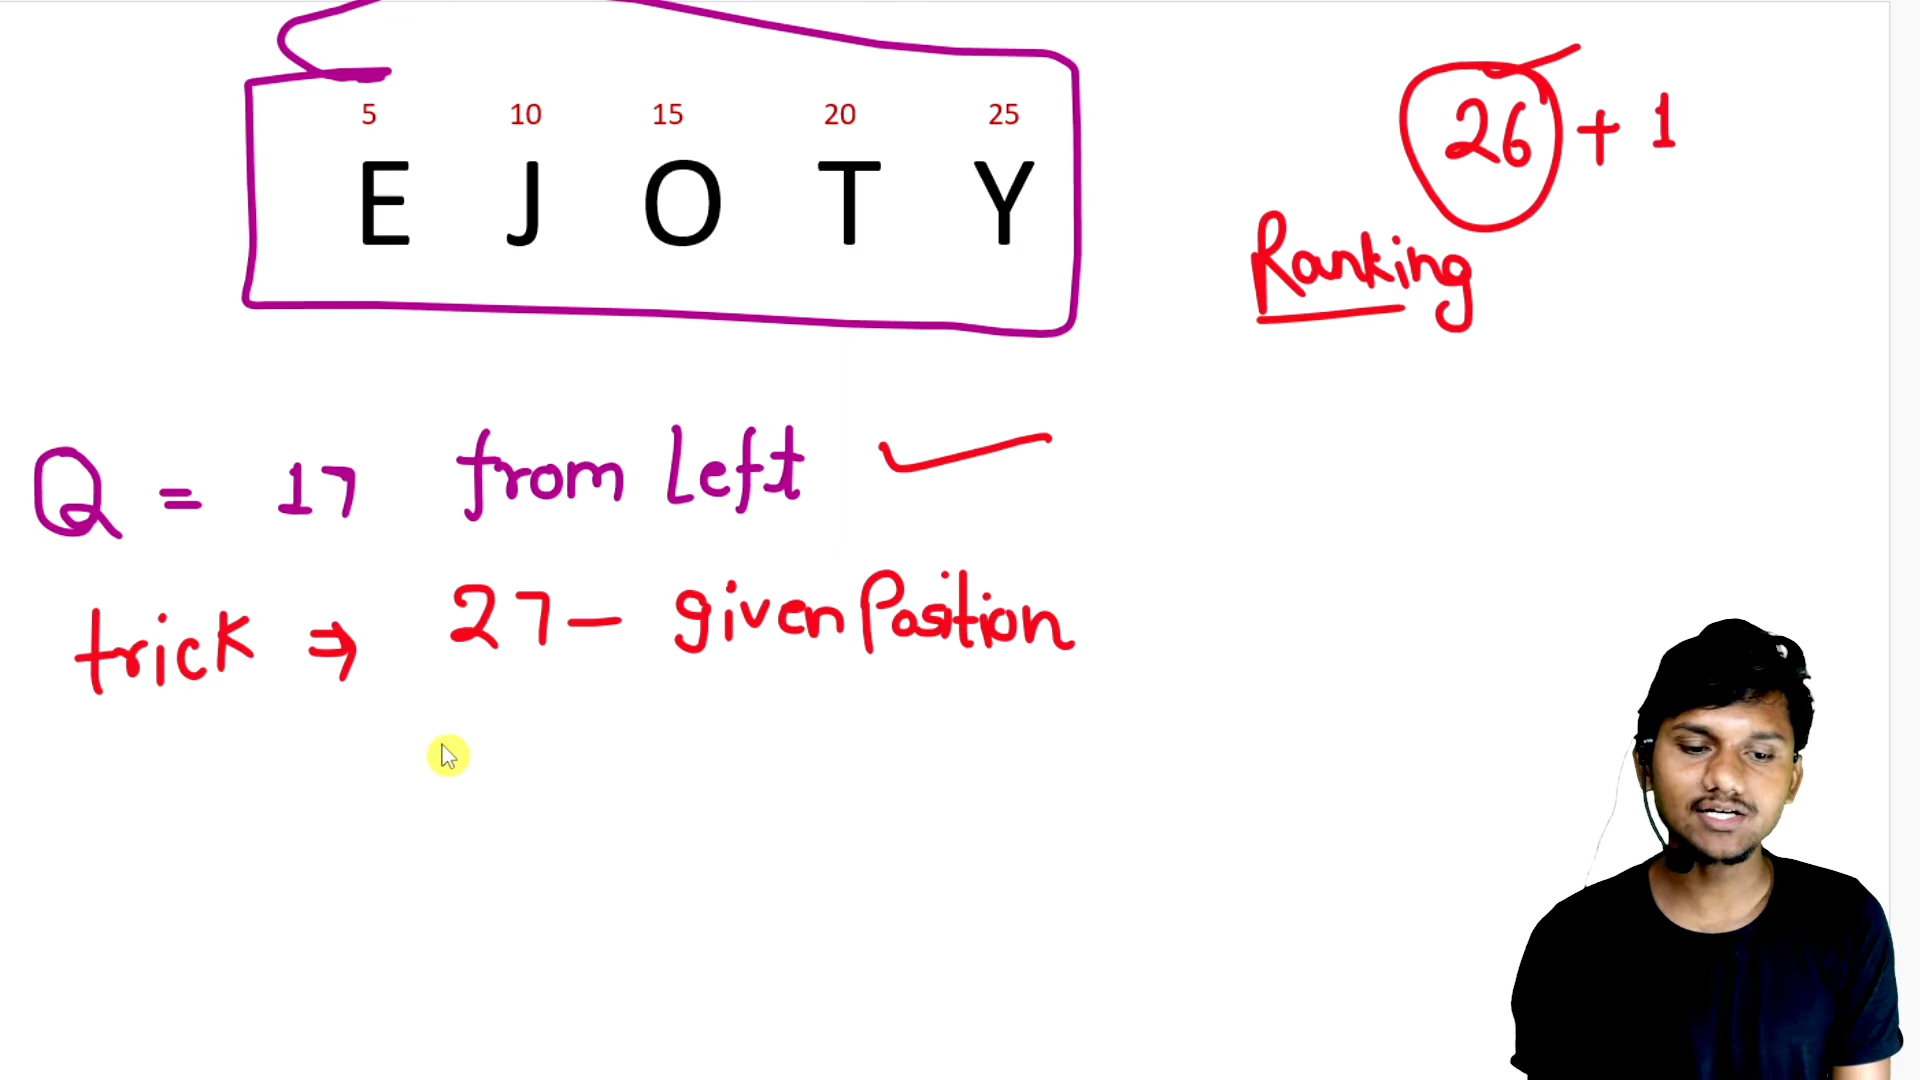 5 10 15 20 25
E J O T Y
26 + 1
Ranking
Q = 17 from Left
trick ⇒ 27 - given Position